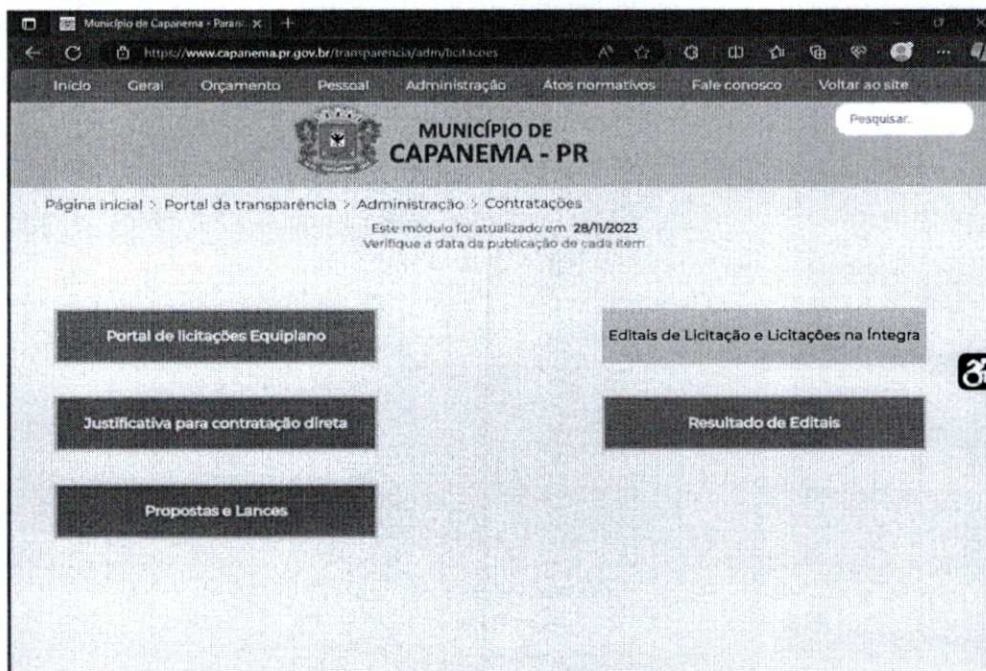 Município de Capanema - Paran
https://www.capanema.pr.gov.br/transparencia/adm/licitacoes
Início Geral Orçamento Pessoal Administração Atos normativos Fale conosco Voltar ao site
Pesquisar..
MUNICÍPIO DE
CAPANEMA - PR
Página inicial > Portal da transparência > Administração > Contratações
Este módulo foi atualizado em 28/11/2023
Verifique a data da publicação de cada item
Portal de licitações Equiplano
Editais de Licitação e Licitações na Íntegra
Justificativa para contratação direta
Resultado de Editais
Propostas e Lances